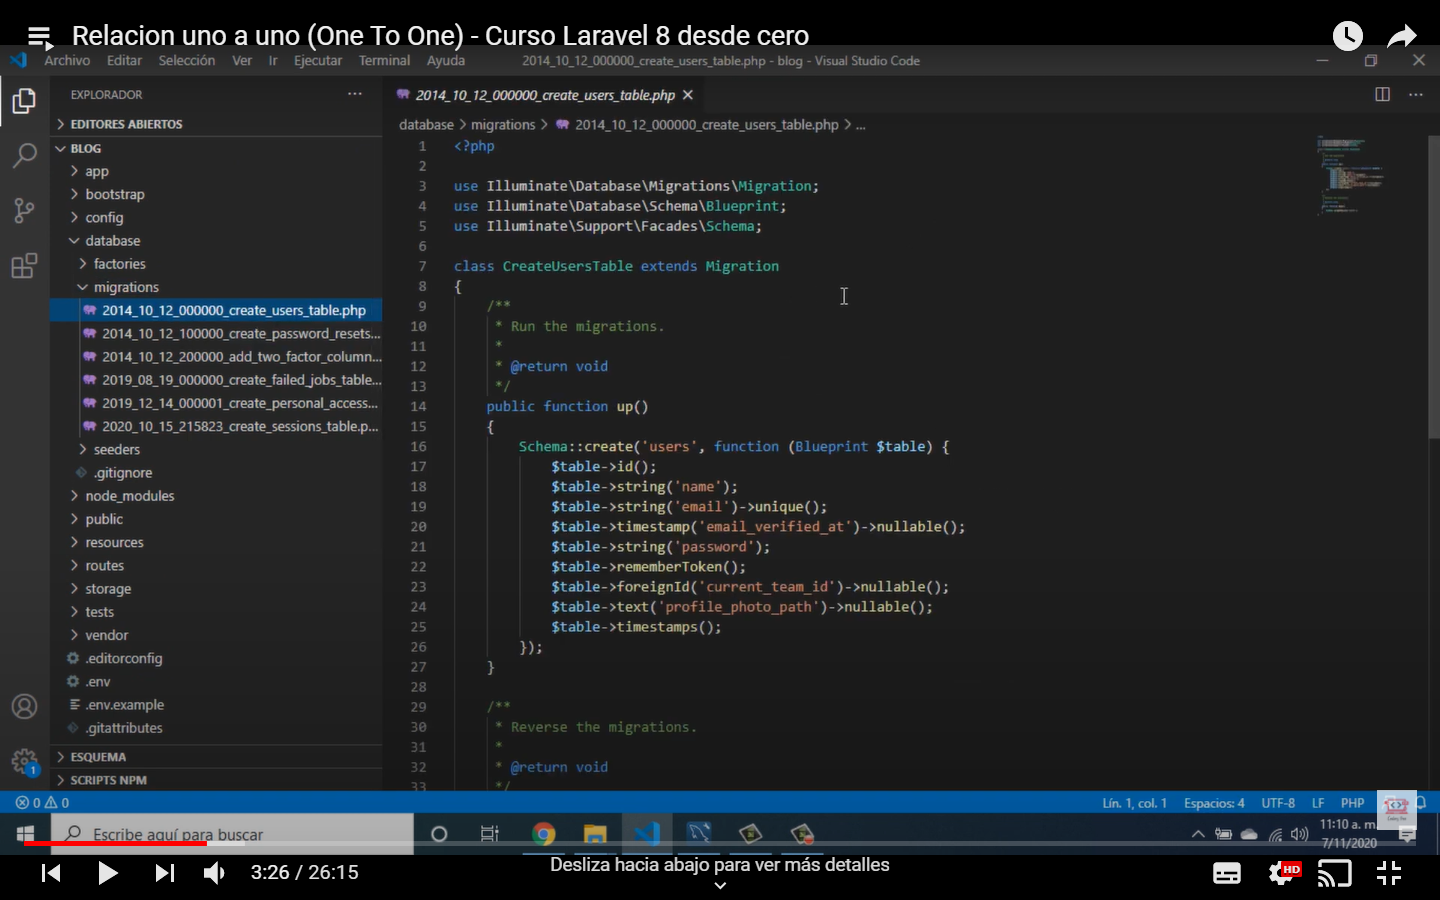 Relacion uno a uno (One To One) - Curso Laravel 8 desde cero
Archivo Editar Selección Ver Ir Ejecutar Terminal Ayuda 2014_10_12_000000_create_users_table.php - blog - Visual Studio Code
EXPLORADOR
EDITORES ABIERTOS
BLOG
app
bootstrap
config
database
factories
migrations
2014_10_12_000000_create_users_table.php
2014_10_12_100000_create_password_resets...
2014_10_12_200000_add_two_factor_column...
2019_08_19_000000_create_failed_jobs_table...
2019_12_14_000001_create_personal_access...
2020_10_15_215823_create_sessions_table.p...
seeders
.gitignore
node_modules
public
resources
routes
storage
tests
vendor
.editorconfig
.env
.env.example
.gitattributes
ESQUEMA
SCRIPTS NPM
1
2014_10_12_000000_create_users_table.php
database > migrations > 2014_10_12_000000_create_users_table.php > ...
1 <?php
2
3 use Illuminate\Database\Migrations\Migration;
4 use Illuminate\Database\Schema\Blueprint;
5 use Illuminate\Support\Facades\Schema;
6
7 class CreateUsersTable extends Migration
8 {
9 /**
10 * Run the migrations.
11 *
12 * @return void
13 */
14 public function up()
15 {
16 Schema::create('users', function (Blueprint $table) {
17 $table->id();
18 $table->string('name');
19 $table->string('email')->unique();
20 $table->timestamp('email_verified_at')->nullable();
21 $table->string('password');
22 $table->rememberToken();
23 $table->foreignId('current_team_id')->nullable();
24 $table->text('profile_photo_path')->nullable();
25 $table->timestamps();
26 });
27 }
28
29 /**
30 * Reverse the migrations.
31 *
32 * @return void
33 */
0 0 Lín. 1, col. 1 Espacios: 4 UTF-8 LF PHP
Escribe aquí para buscar
11:10 a. m.
7/11/2020
3:26 / 26:15
Desliza hacia abajo para ver más detalles
HD